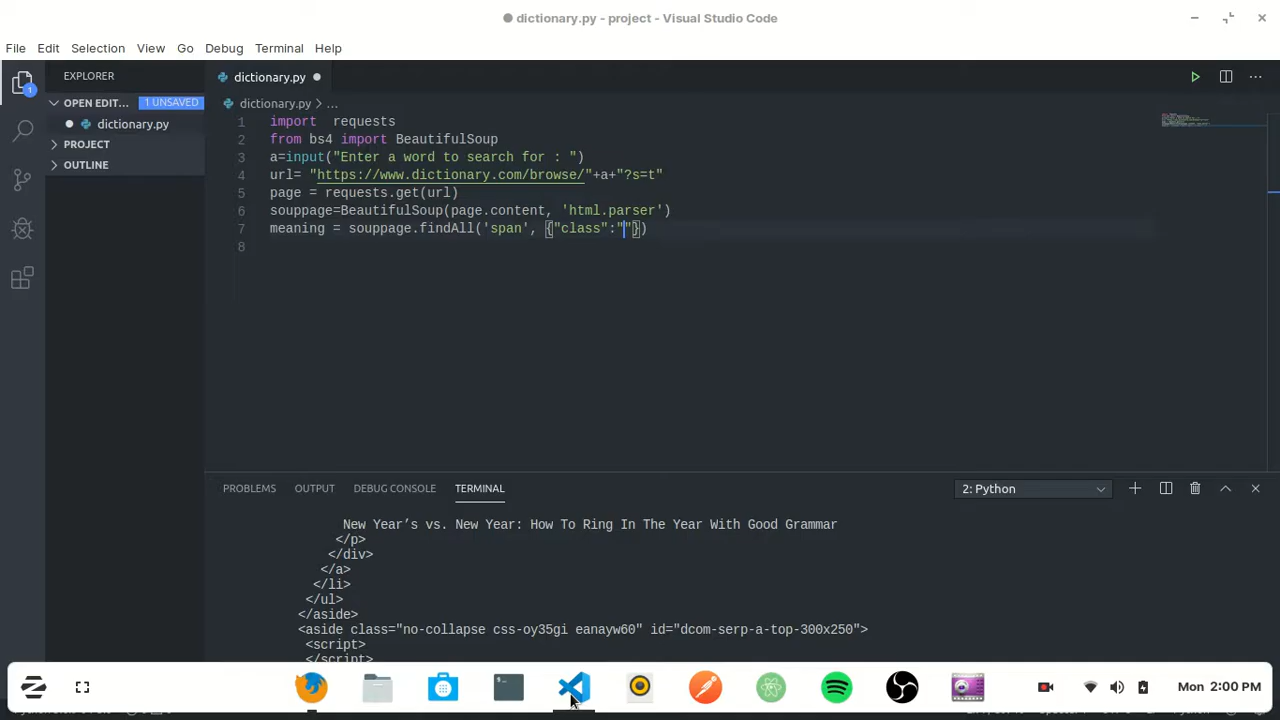 dictionary.py - project - Visual Studio Code
File Edit Selection View Go Debug Terminal Help
EXPLORER
dictionary.py
OPEN EDIT... 1 UNSAVED
dictionary.py > ...
dictionary.py
PROJECT
OUTLINE
1 import  requests
2 from bs4 import BeautifulSoup
3 a=input("Enter a word to search for : ")
4 url= "https://www.dictionary.com/browse/"+a+"?s=t"
5 page = requests.get(url)
6 souppage=BeautifulSoup(page.content, 'html.parser')
7 meaning = souppage.findAll('span', {"class":""})
8
1
PROBLEMS OUTPUT DEBUG CONSOLE TERMINAL 2: Python
New Year’s vs. New Year: How To Ring In The Year With Good Grammar
</p>
</div>
</a>
</li>
</ul>
</aside>
<aside class="no-collapse css-oy35gi eanayw60" id="dcom-serp-a-top-300x250">
<script>
</script>
Mon 2:00 PM